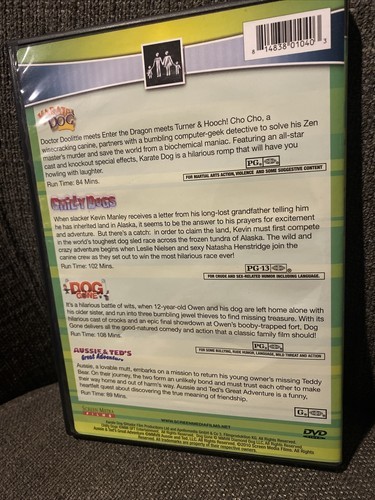 8 14838 01040 3
KARATE DOG
Doctor Doolittle meets Enter the Dragon meets Turner & Hooch! Cho Cho, a
wisecracking canine, partners with a bumbling computer-geek detective to solve his Zen
master's murder and save the world from a biochemical maniac. Featuring an all-star
cast and knockout special effects, Karate Dog is a hilarious romp that will have you
howling with laughter.
Run Time: 84 Mins.
PG
FOR MARTIAL ARTS ACTION, VIOLENCE AND SOME SUGGESTIVE CONTENT
When slacker Kevin Manley receives a letter from his long-lost grandfather telling him
he has inherited land in Alaska, it seems to be the answer to his prayers for excitement
and adventure. But there's a catch: in order to claim the land, Kevin must first compete
in the world's toughest dog sled race across the frozen tundra of Alaska. The wild and
crazy adventure begins when Leslie Nielsen and sexy Natasha Henstridge join the
canine crew as they set out to win the most hilarious race ever!
Run Time: 102 Mins.
PG-13
FOR CRUDE AND SEX-RELATED HUMOR INCLUDING LANGUAGE.
DOG GONE
It's a hilarious battle of wits, when 12-year-old Owen and his dog are left home alone with
his older sister, and run into three bumbling jewel thieves to find missing treasure. With its
hilarious cast of crooks and an epic final showdown at Owen's booby-trapped fort, Dog
Gone delivers all the good-natured comedy and action that a classic family film should!
Run Time: 108 Mins.
PG
FOR SOME BULLYING, RUDE HUMOR, LANGUAGE, MILD THREAT AND ACTION
AUSSIE & TED'S
Great Adventure
Aussie, a lovable mutt, embarks on a mission to return his young owner's missing Teddy
Bear. On their journey, the two form an unlikely bond and must trust each other to make
their way home and out of harm's way. Aussie and Ted's Great Adventure is a funny,
heartfelt quest about discovering the true meaning of friendship.
Run Time: 89 Mins.
G
DVD